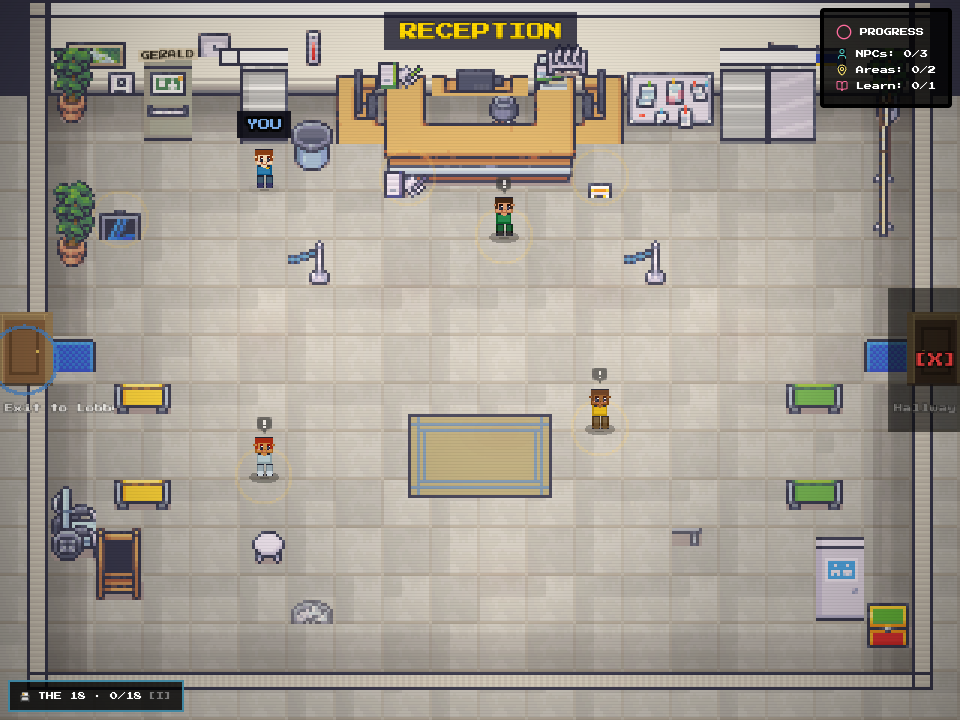 RECEPTION
PROGRESS
NPCs: 0/3
Areas: 0/2
Learn: 0/1
GERALD
YOU
[X]
Exit to Lobb
Hallway
THE 18 · 0/18 [I]